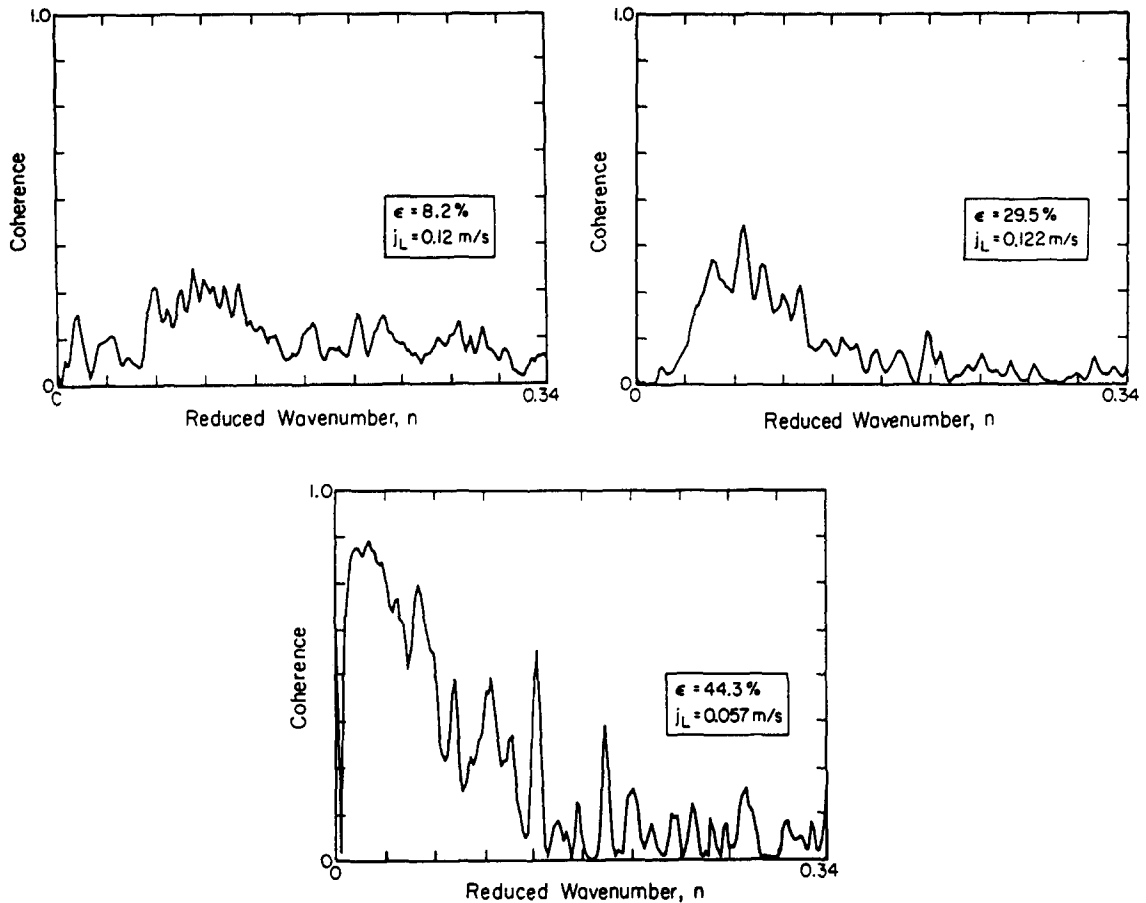 1.0
Coherence
ϵ = 8.2%
jL = 0.12 m/s
0
C
0.34
Reduced Wavenumber, n
1.0
Coherence
ϵ = 29.5%
jL = 0.122 m/s
0
0
0.34
Reduced Wavenumber, n
1.0
Coherence
ϵ = 44.3%
jL = 0.057 m/s
0
0
0.34
Reduced Wavenumber, n